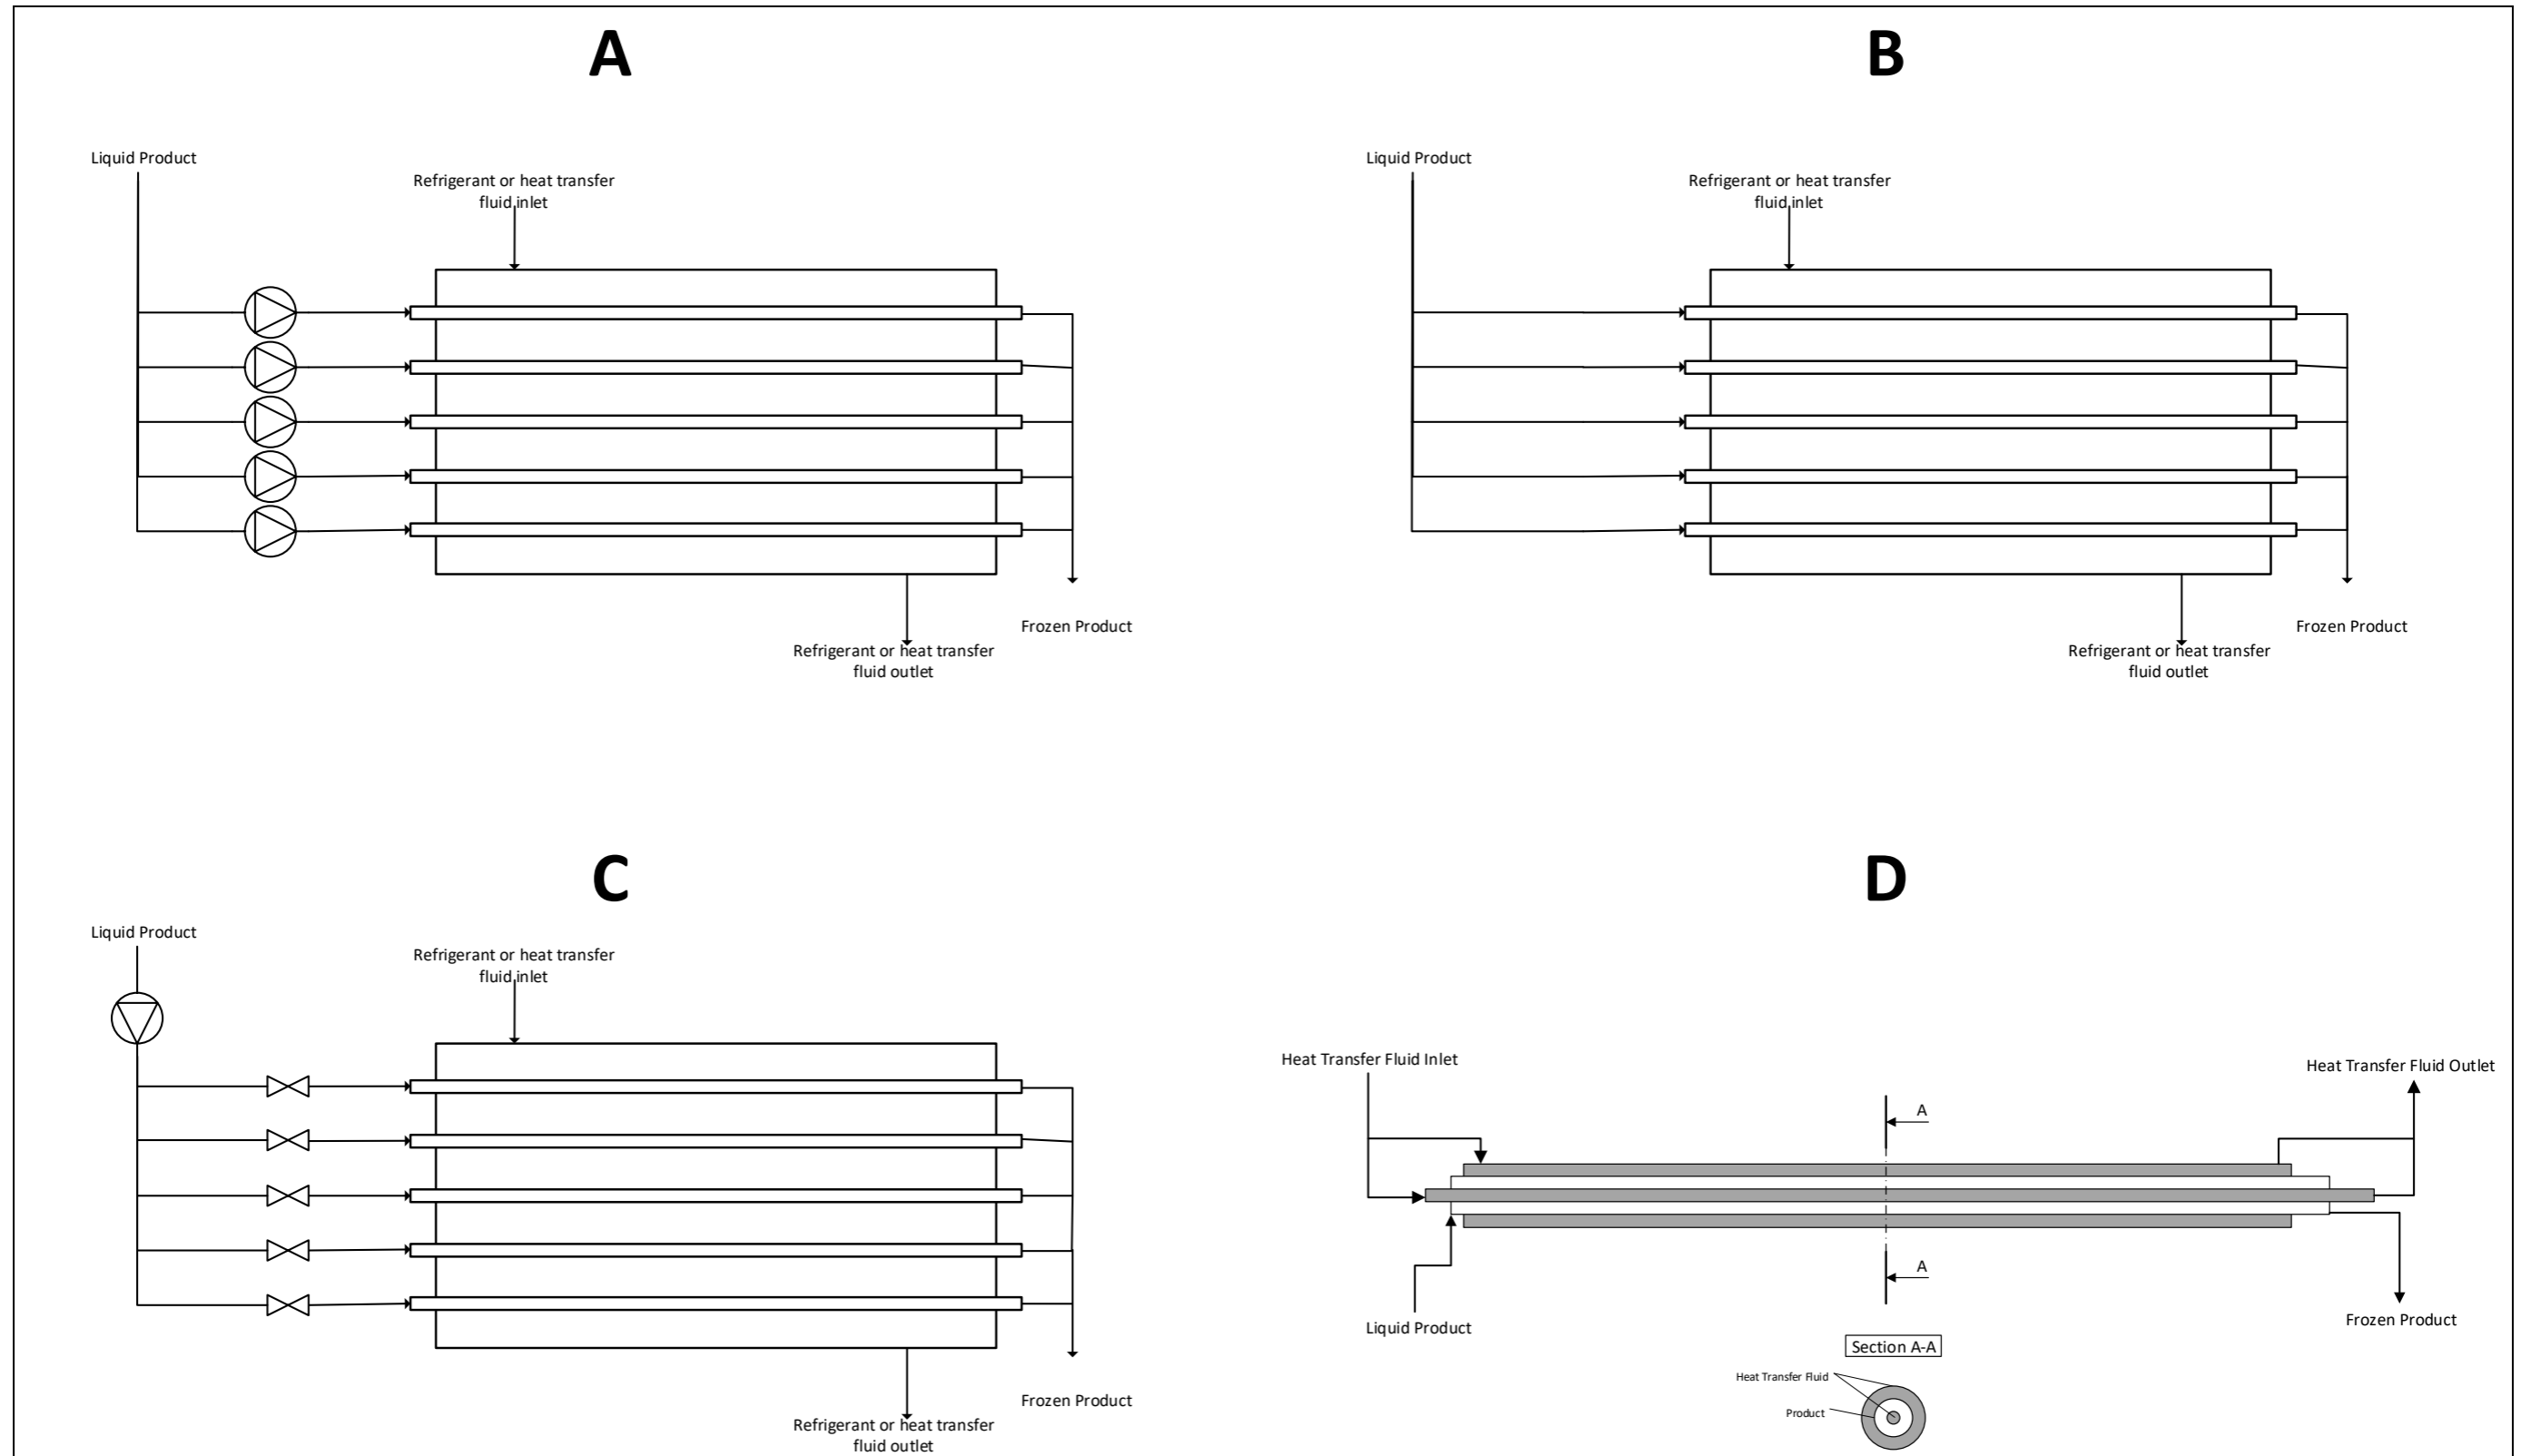 A
Liquid Product
Refrigerant or heat transfer
fluid inlet
Refrigerant or heat transfer
fluid outlet
Frozen Product
B
Liquid Product
Refrigerant or heat transfer
fluid inlet
Refrigerant or heat transfer
fluid outlet
Frozen Product
C
Liquid Product
Refrigerant or heat transfer
fluid inlet
Refrigerant or heat transfer
fluid outlet
Frozen Product
D
Heat Transfer Fluid Inlet
Heat Transfer Fluid Outlet
A
A
Liquid Product
Frozen Product
Section A-A
Heat Transfer Fluid
Product